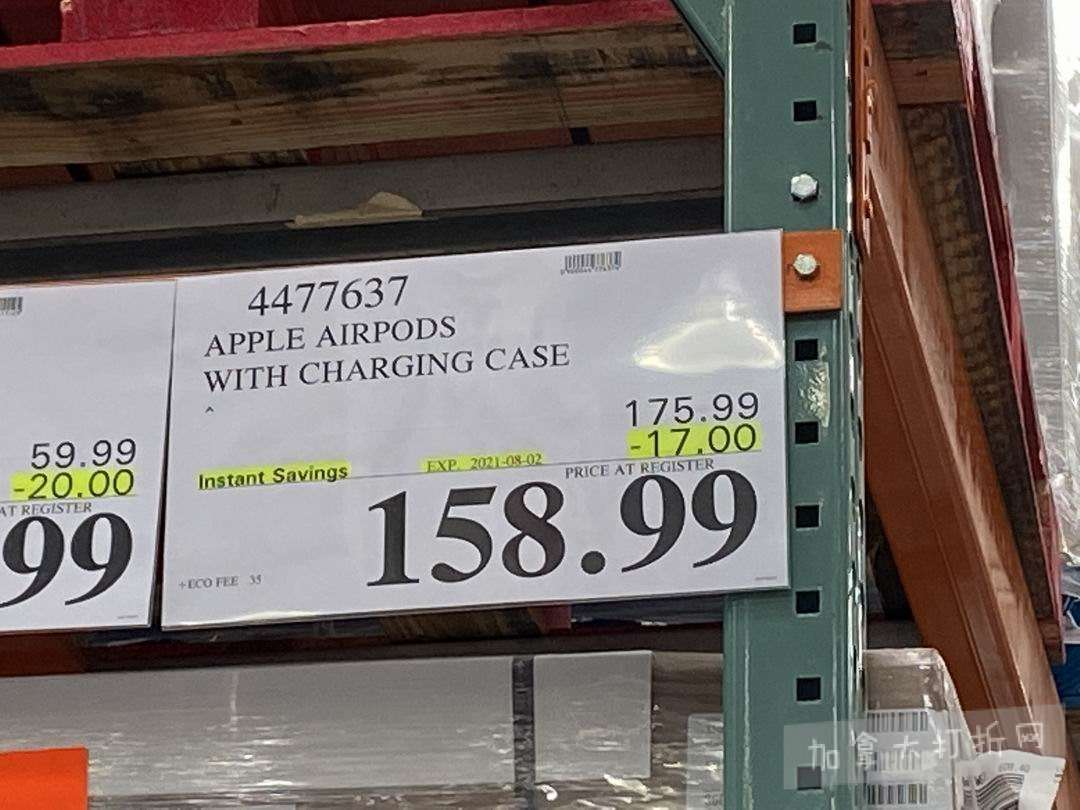 4477637
APPLE AIRPODS
WITH CHARGING CASE
^
175.99
-17.00
Instant Savings
EXP. 2021-08-02
PRICE AT REGISTER
158.99
+ECO FEE 35
59.99
-20.00
AT REGISTER
99
加拿大打折网